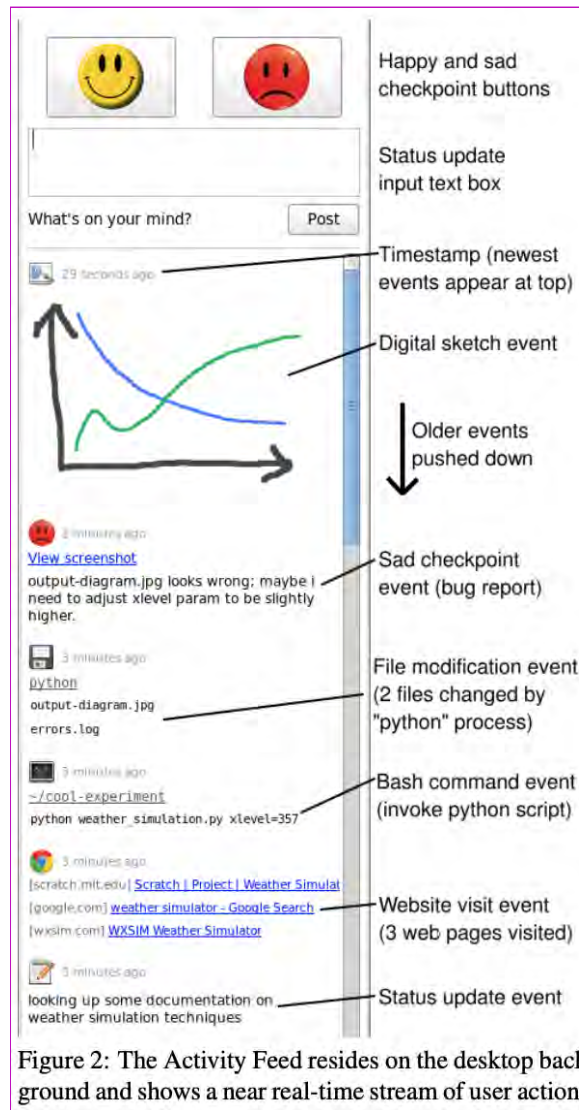 Happy and sad
checkpoint buttons
Status update
input text box
What's on your mind?
Post
29 seconds ago
Timestamp (newest
events appear at top)
Digital sketch event
Older events
pushed down
2 minutes ago
View screenshot
output-diagram.jpg looks wrong; maybe i
need to adjust xlevel param to be slightly
higher.
Sad checkpoint
event (bug report)
3 minutes ago
python
output-diagram.jpg
errors.log
File modification event
(2 files changed by
"python" process)
3 minutes ago
~/cool-experiment
python weather_simulation.py xlevel=357
Bash command event
(invoke python script)
3 minutes ago
[scratch.mit.edu] Scratch | Project | Weather Simulat
[google.com] weather simulator - Google Search
[wxsim.com] WXSIM Weather Simulator
Website visit event
(3 web pages visited)
3 minutes ago
looking up some documentation on
weather simulation techniques
Status update event
Figure 2: The Activity Feed resides on the desktop back
ground and shows a near real-time stream of user action